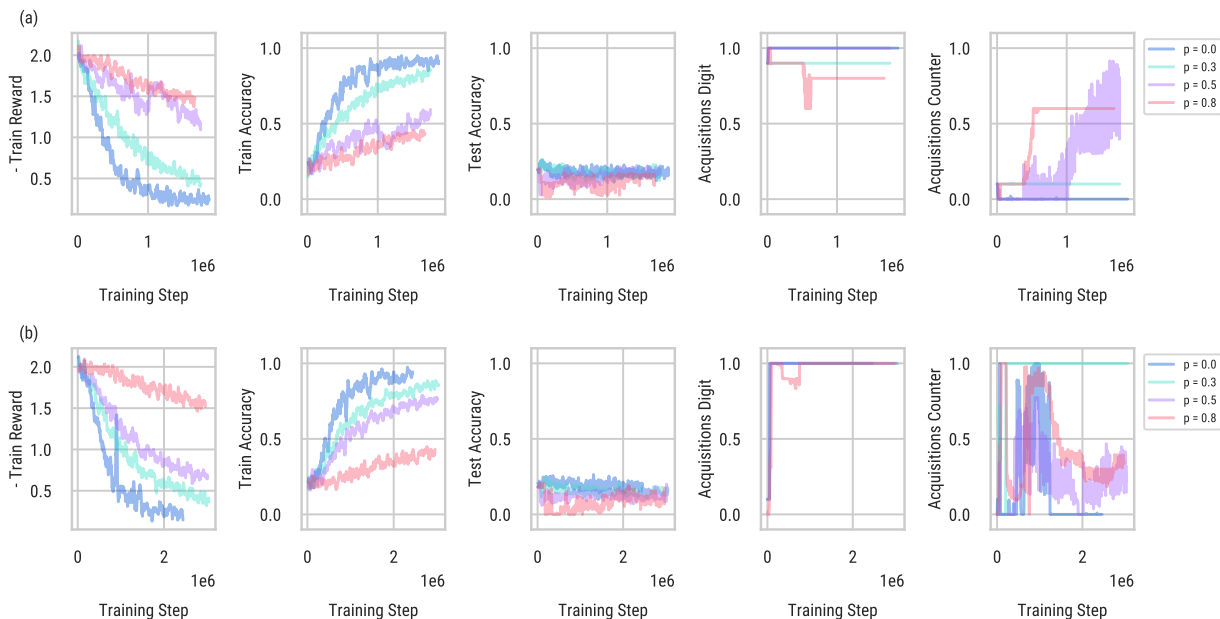 (a)
- Train Reward
2.0
1.5
1.0
0.5
0
1
1e6
Training Step
Train Accuracy
1.0
0.5
0.0
0
1
1e6
Training Step
Test Accuracy
1.0
0.5
0.0
0
1
1e6
Training Step
Acquisitions Digit
1.0
0.5
0.0
0
1
1e6
Training Step
Acquisitions Counter
1.0
0.5
0.0
0
1
1e6
Training Step
p = 0.0
p = 0.3
p = 0.5
p = 0.8
(b)
- Train Reward
2.0
1.5
1.0
0.5
0
2
1e6
Training Step
Train Accuracy
1.0
0.5
0.0
0
2
1e6
Training Step
Test Accuracy
1.0
0.5
0.0
0
2
1e6
Training Step
Acquisitions Digit
1.0
0.5
0.0
0
2
1e6
Training Step
Acquisitions Counter
1.0
0.5
0.0
0
2
1e6
Training Step
p = 0.0
p = 0.3
p = 0.5
p = 0.8